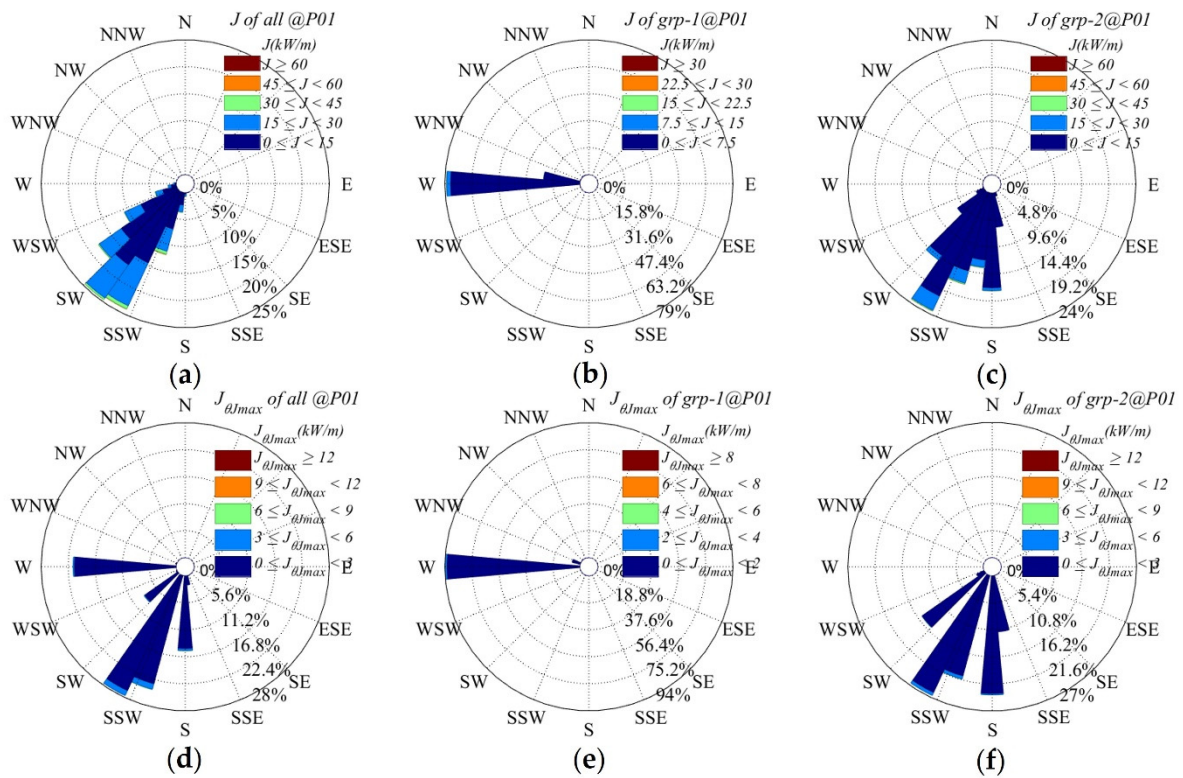 J of all @P01
N
NNW
NW
WNW
W
WSW
SW
SSW
S
SSE
SE
ESE
E
J(kW/m)
J ≥ 60
45 ≤ J < 60
30 ≤ J < 45
15 ≤ J < 30
0 ≤ J < 15
0%
5%
10%
15%
20%
25%
(a)
J of grp-1@P01
N
NNW
NW
WNW
W
WSW
SW
SSW
S
SSE
SE
ESE
E
J(kW/m)
J ≥ 30
22.5 ≤ J < 30
15 ≤ J < 22.5
7.5 ≤ J < 15
0 ≤ J < 7.5
0%
15.8%
31.6%
47.4%
63.2%
79%
(b)
J of grp-2@P01
N
NNW
NW
WNW
W
WSW
SW
SSW
S
SSE
SE
ESE
E
J(kW/m)
J ≥ 60
45 ≤ J < 60
30 ≤ J < 45
15 ≤ J < 30
0 ≤ J < 15
0%
4.8%
9.6%
14.4%
19.2%
24%
(c)
JθJmax of all @P01
N
NNW
NW
WNW
W
WSW
SW
SSW
S
SSE
SE
ESE
E
JθJmax(kW/m)
JθJmax ≥ 12
9 ≤ JθJmax < 12
6 ≤ JθJmax < 9
3 ≤ JθJmax < 6
0 ≤ JθJmax < 3
0%
5.6%
11.2%
16.8%
22.4%
28%
(d)
JθJmax of grp-1@P01
N
NNW
NW
WNW
W
WSW
SW
SSW
S
SSE
SE
ESE
E
JθJmax(kW/m)
JθJmax ≥ 8
6 ≤ JθJmax < 8
4 ≤ JθJmax < 6
2 ≤ JθJmax < 4
0 ≤ JθJmax < 2
0%
18.8%
37.6%
56.4%
75.2%
94%
(e)
JθJmax of grp-2@P01
N
NNW
NW
WNW
W
WSW
SW
SSW
S
SSE
SE
ESE
E
JθJmax(kW/m)
JθJmax ≥ 12
9 ≤ JθJmax < 12
6 ≤ JθJmax < 9
3 ≤ JθJmax < 6
0 ≤ JθJmax < 3
0%
5.4%
10.8%
16.2%
21.6%
27%
(f)